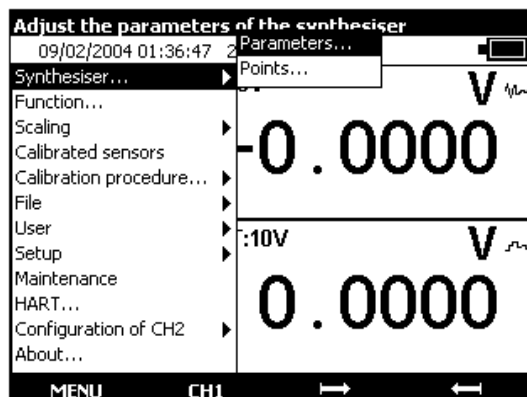 Adjust the parameters of the synthesiser
09/02/2004 01:36:47 2
Parameters...
Points...
Synthesiser...
Function...
Scaling
Calibrated sensors
Calibration procedure...
File
User
Setup
Maintenance
HART...
Configuration of CH2
About...
V
-0.0000
:10V
V
0.0000
MENU CH1